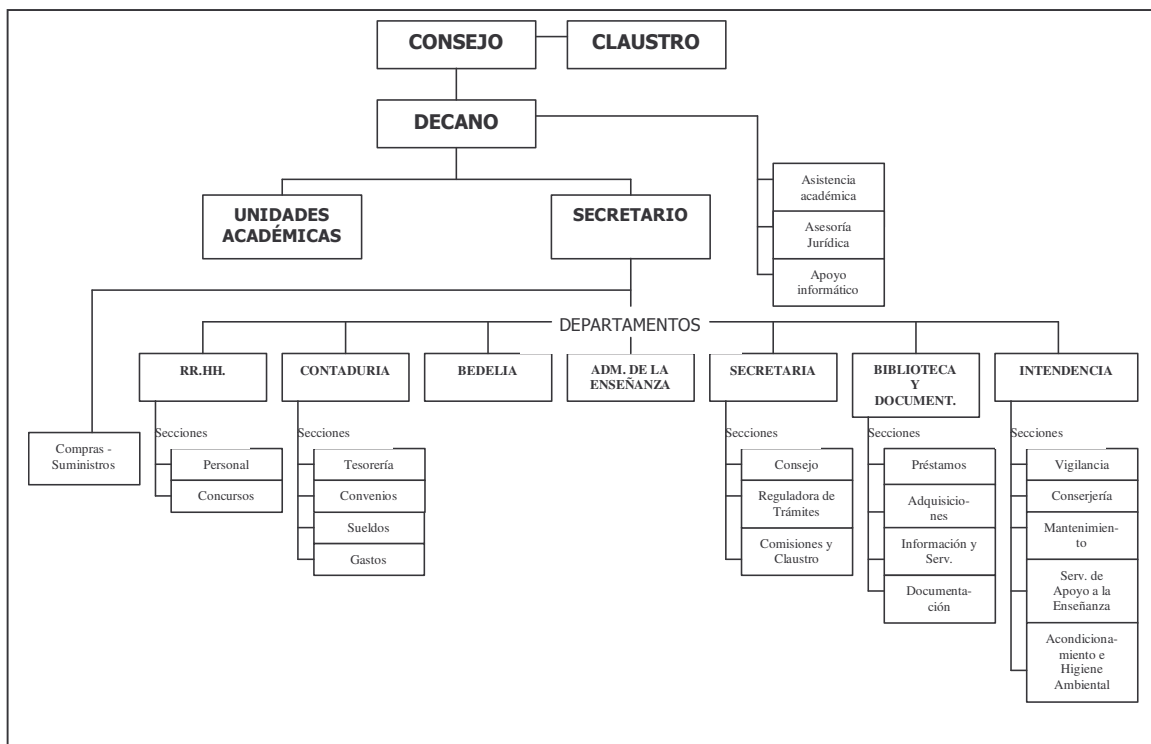 CONSEJO
CLAUSTRO
DECANO
Asistencia
académica
Asesoría
Jurídica
Apoyo
informático
UNIDADES
ACADÉMICAS
SECRETARIO
DEPARTAMENTOS
RR.HH.
CONTADURIA
BEDELIA
ADM. DE LA
ENSEÑANZA
SECRETARIA
BIBLIOTECA
Y
DOCUMENT.
INTENDENCIA
Compras -
Suministros
Secciones
Personal
Concursos
Secciones
Tesorería
Convenios
Sueldos
Gastos
Secciones
Consejo
Reguladora de
Trámites
Comisiones y
Claustro
Secciones
Préstamos
Adquisicio-
nes
Información y
Serv.
Documenta-
ción
Secciones
Vigilancia
Conserjería
Mantenimien-
to
Serv. de
Apoyo a la
Enseñanza
Acondiciona-
miento e
Higiene
Ambiental